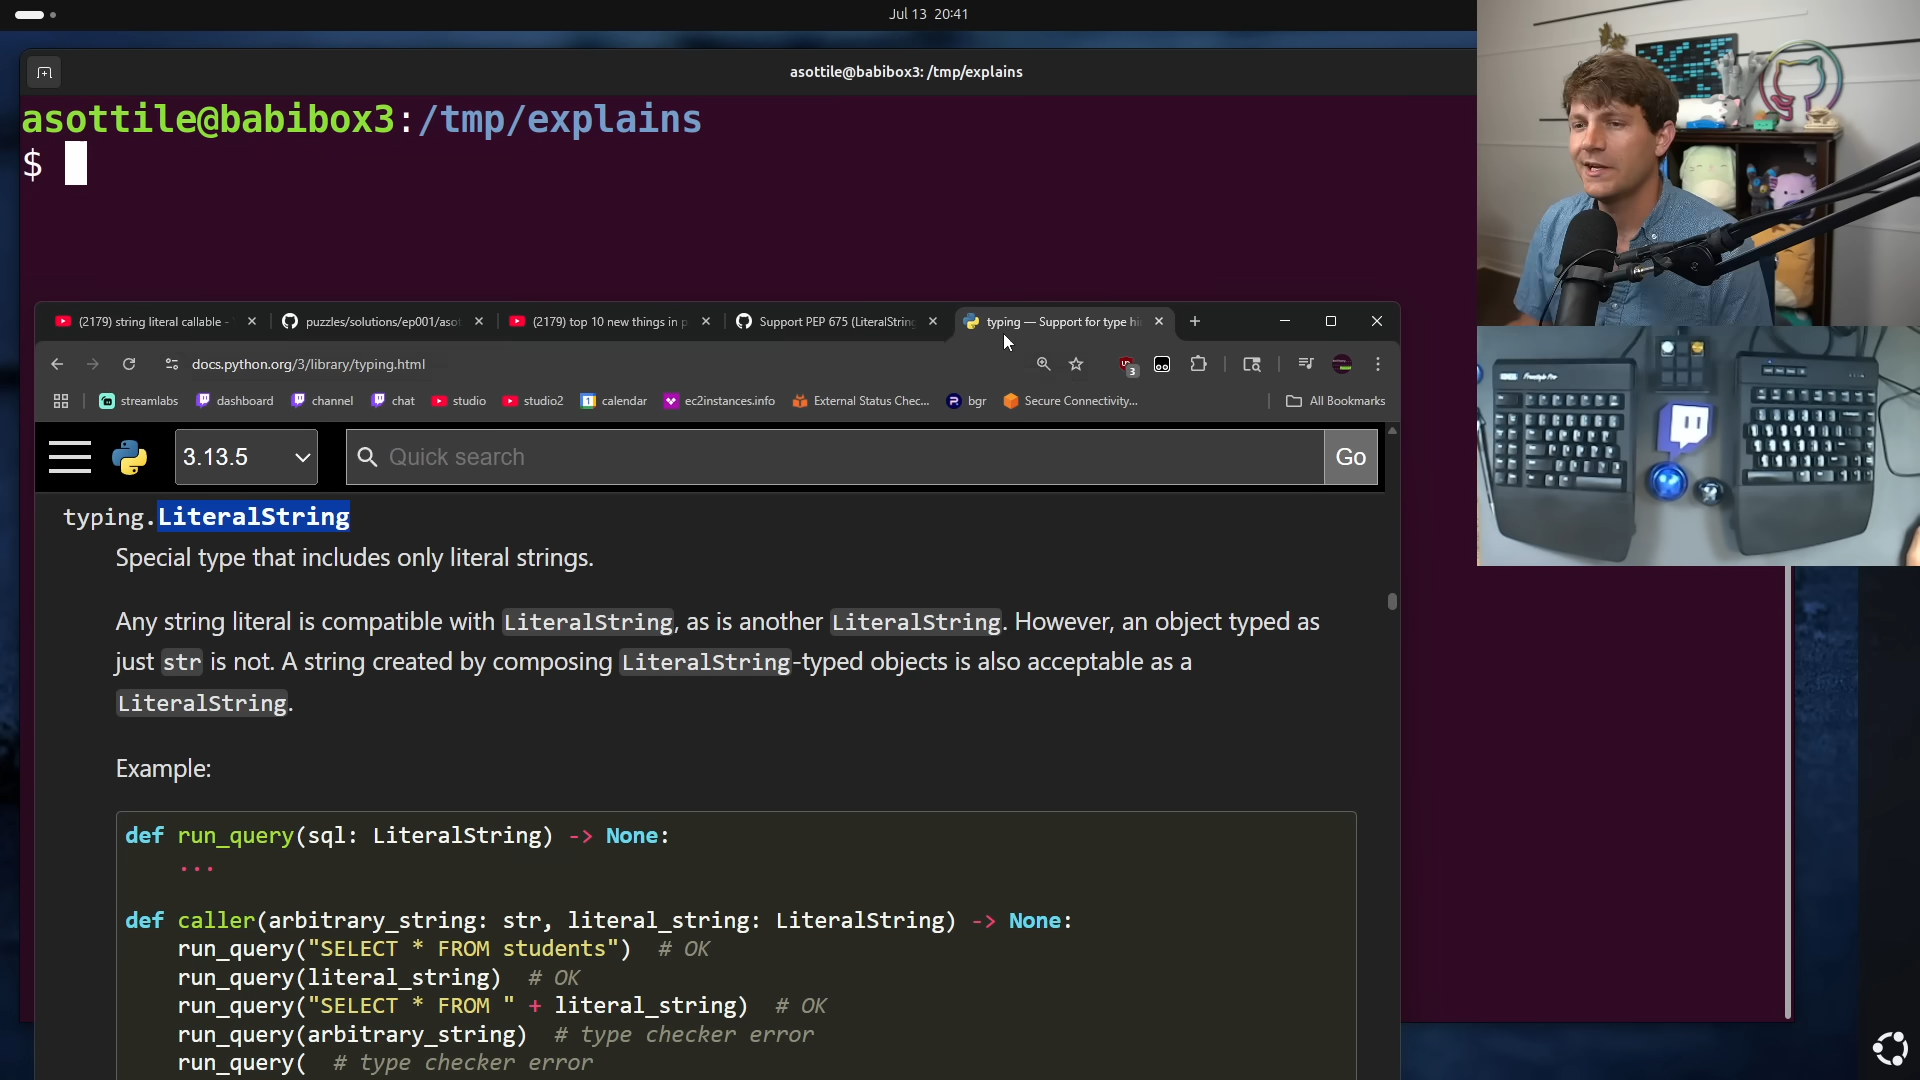 Jul 13 20:41
asottile@babibox3: /tmp/explains
asottile@babibox3:/tmp/explains
$
(2179) string literal callable -
puzzles/solutions/ep001/asot
(2179) top 10 new things in p
Support PEP 675 (LiteralString
typing — Support for type hi
docs.python.org/3/library/typing.html
3
streamlabs
dashboard
channel
chat
studio
studio2
calendar
ec2instances.info
External Status Chec...
bgr
Secure Connectivity...
All Bookmarks
3.13.5
Quick search
Go
typing.LiteralString
Special type that includes only literal strings.
Any string literal is compatible with LiteralString, as is another LiteralString. However, an object typed as
just str is not. A string created by composing LiteralString-typed objects is also acceptable as a
LiteralString.
Example:
def run_query(sql: LiteralString) -> None:
...
def caller(arbitrary_string: str, literal_string: LiteralString) -> None:
run_query("SELECT * FROM students") # OK
run_query(literal_string) # OK
run_query("SELECT * FROM " + literal_string) # OK
run_query(arbitrary_string) # type checker error
run_query( # type checker error